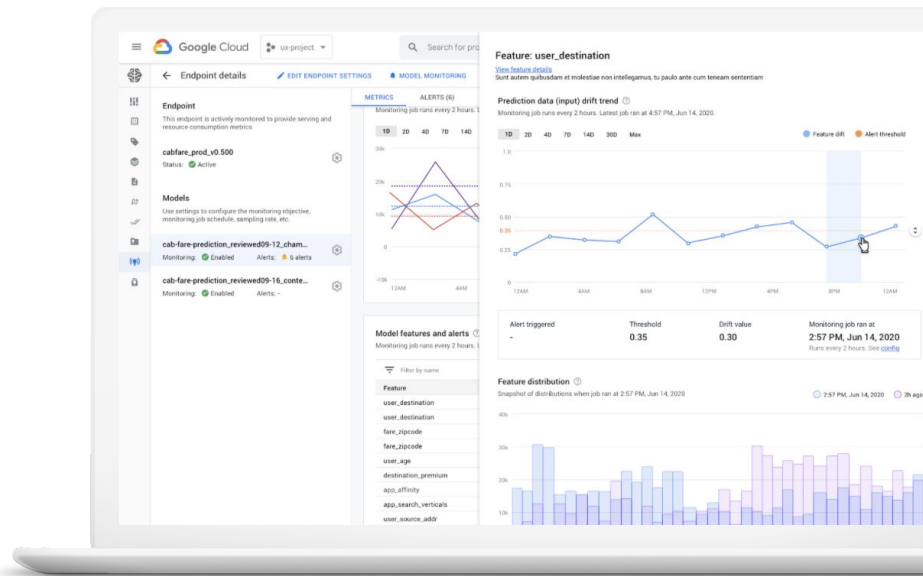 Google Cloud
ux-project
Search for pro
Endpoint details
EDIT ENDPOINT SETTINGS
MODEL MONITORING
Endpoint
This endpoint is actively monitored to provide serving and
resource consumption metrics
cabfare_prod_v0.500
Status: Active
Models
Use settings to configure the monitoring objective,
monitoring job schedule, sampling rate, etc.
cab-fare-prediction_reviewed09-12_cham...
Monitoring: Enabled Alerts: 6 alerts
cab-fare-prediction_reviewed09-16_conte...
Monitoring: Enabled Alerts: -
METRICS ALERTS (6)
Monitoring job runs every 2 hours. L
1D 2D 4D 7D 14D
30k
20k
10k
0
-10k
12AM 4AM
Model features and alerts
Monitoring job runs every 2 hours. L
Filter by name
Feature
user_destination
user_destination
fare_zipcode
fare_zipcode
user_age
destination_premium
app_affinity
app_search_verticals
user_source_addr
Feature: user_destination
View feature details
Sunt autem quibusdam et molestiae non intellegamus, tu paulo ante cum teneam sententiam
Prediction data (input) drift trend
Monitoring job runs every 2 hours. Latest job ran at 4:57 PM, Jun 14, 2020.
1D 2D 4D 7D 14D 30D Max
Feature dift Alert threshold
1.0
0.75
0.50
0.35
0.25
0
12AM 4AM 8AM 12PM 4PM 8PM 12AM
Alert triggered Threshold Drift value Monitoring job ran at
- 0.35 0.30 2:57 PM, Jun 14, 2020
Runs every 2 hours. See config
Feature distribution
Snapshot of distributions when job ran at 2:57 PM, Jun 14, 2020
2:57 PM, Jun 14, 2020 2h ago
40k
30k
20k
10k